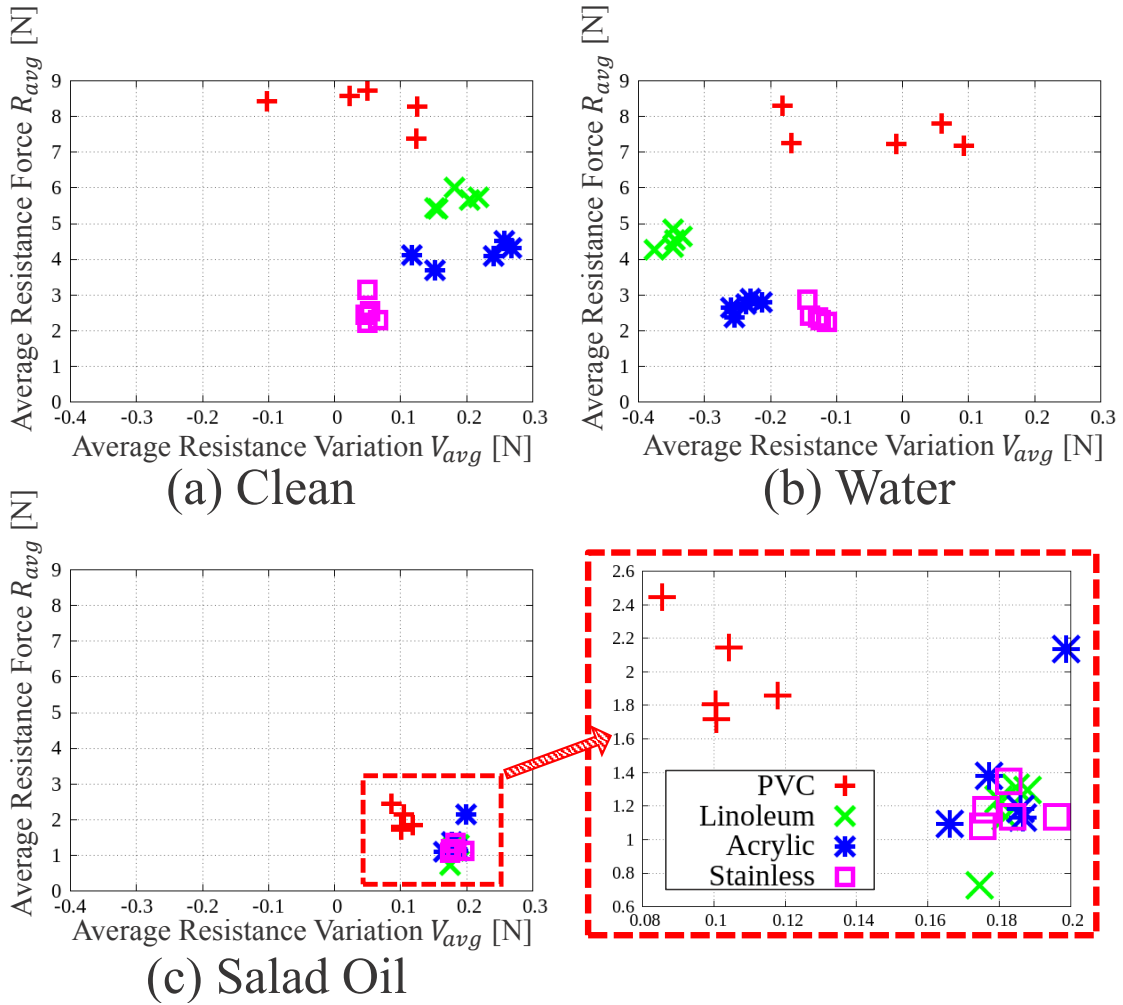 Average Resistance Force R_avg [N]
9
8
7
6
5
4
3
2
1
0
-0.4 -0.3 -0.2 -0.1 0 0.1 0.2 0.3
Average Resistance Variation V_avg [N]
(a) Clean
Average Resistance Force R_avg [N]
9
8
7
6
5
4
3
2
1
0
-0.4 -0.3 -0.2 -0.1 0 0.1 0.2 0.3
Average Resistance Variation V_avg [N]
(b) Water
Average Resistance Force R_avg [N]
9
8
7
6
5
4
3
2
1
0
-0.4 -0.3 -0.2 -0.1 0 0.1 0.2 0.3
Average Resistance Variation V_avg [N]
(c) Salad Oil
2.6
2.4
2.2
2
1.8
1.6
1.4
1.2
1
0.8
0.6
0.08 0.1 0.12 0.14 0.16 0.18 0.2
PVC
Linoleum
Acrylic
Stainless